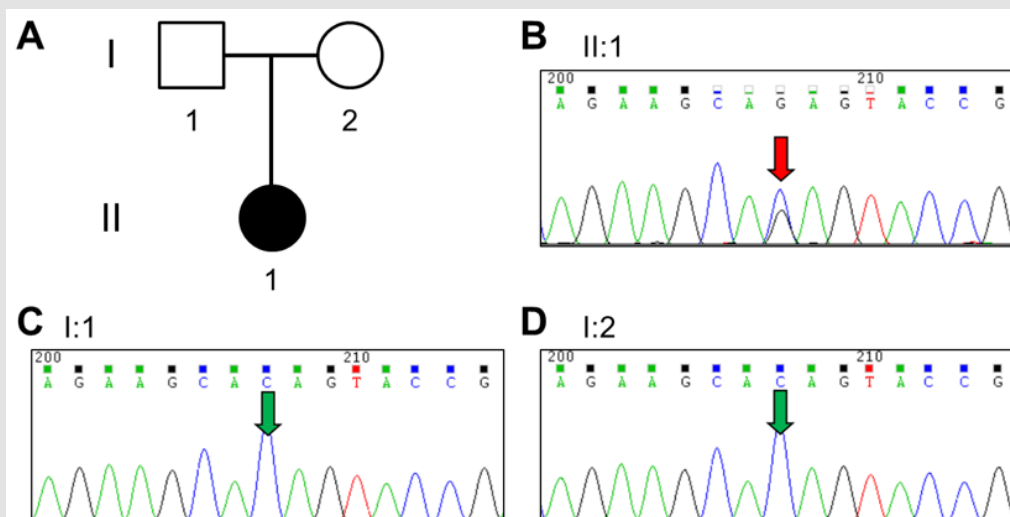 A
I
1
2
II
1
B
II:1
200 210
A G A A G C A G A G T A C C G
C
I:1
200 210
A G A A G C A C A G T A C C G
D
I:2
200 210
A G A A G C A C A G T A C C G